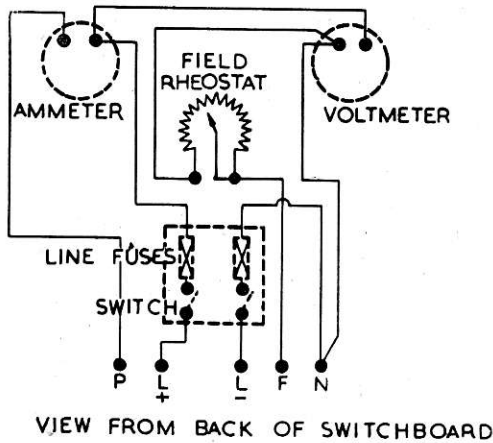 FIELD
RHEOSTAT
AMMETER
VOLTMETER
LINE FUSES
SWITCH
P L F N
+ -
L
VIEW FROM BACK OF SWITCHBOARD